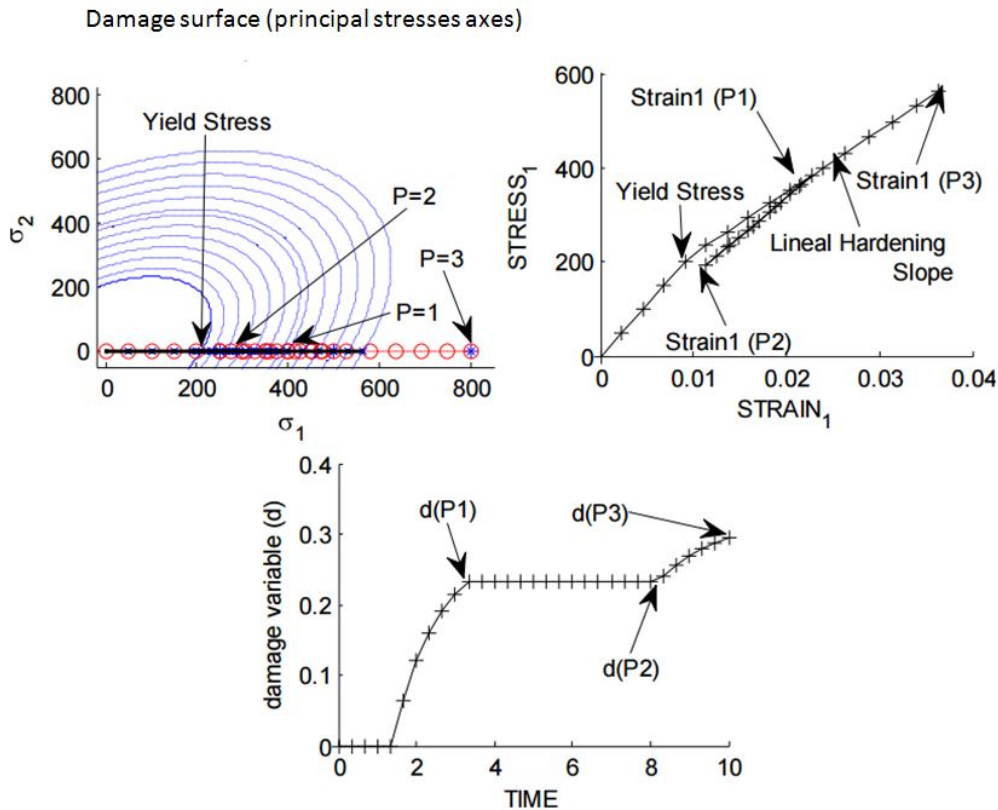 Damage surface (principal stresses axes)
800
600
400
200
0
σ2
Yield Stress
P=2
P=3
P=1
0
200
400
600
800
σ1
600
400
200
0
STRESS1
Strain1 (P1)
Yield Stress
Strain1 (P3)
Lineal Hardening
Slope
Strain1 (P2)
0
0.01
0.02
0.03
0.04
STRAIN1
0.4
0.3
0.2
0.1
0
damage variable (d)
d(P1)
d(P3)
d(P2)
0
2
4
6
8
10
TIME